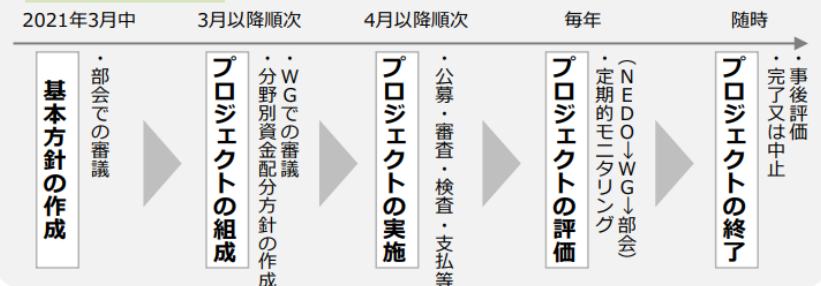 2021年3月中
3月以降順次
4月以降順次
毎年
随時
基本方針の作成
・部会での審議
プロジェクトの組成
・WGでの審議
・分野別資金配分方針の作成
プロジェクトの実施
・公募・審査・検査・支払等
プロジェクトの評価
(NEDO→WG→部会)
・定期的モニタリング
プロジェクトの終了
・事後評価
・完了又は中止